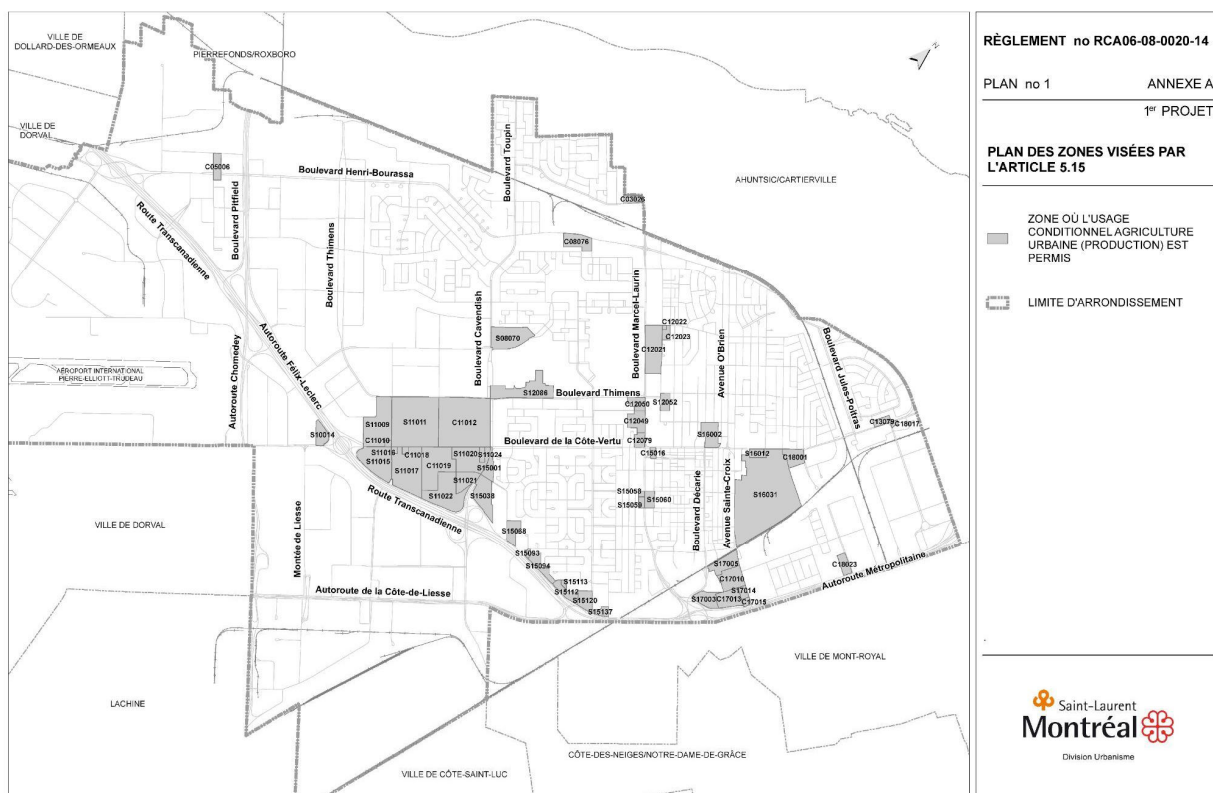 VILLE DE
DOLLARD-DES-ORMEAUX
PIERREFONDS/ROXBORO
VILLE DE
DORVAL
N
C05006
Boulevard Henri-Bourassa
Boulevard Toupin
AHUNTSIC/CARTIERVILLE
C03026
Boulevard Pitfield
Route Transcanadienne
Boulevard Thimens
C08076
Boulevard Cavendish
Boulevard Marcel-Laurin
S08070
C12022
C12023
C12021
Avenue O'Brien
Boulevard Jules-Poitras
AÉROPORT INTERNATIONAL
PIERRE-ELLIOTT-TRUDEAU
Autoroute Chomedey
Autoroute Félix-Leclerc
S12086
Boulevard Thimens
C12050
S12052
C12049
S11009
S11011
C11012
S10014
C11010
Boulevard de la Côte-Vertu
C12079
S16002
C13079
C18017
S11016
C11018
S11020
S11024
C15016
S16012
C18001
S11015
S11017
C11019
S15001
S11021
S11022
S15038
S15058
S15060
S15059
S16031
Route Transcanadienne
Boulevard Décarie
Avenue Sainte-Croix
VILLE DE DORVAL
Montée de Liesse
S15068
S15093
S15094
S15113
S15112
S15120
S15137
S17005
C17010
S17014
S17003
C17013
C17015
C18023
Autoroute Métropolitaine
Autoroute de la Côte-de-Liesse
VILLE DE MONT-ROYAL
LACHINE
CÔTE-DES-NEIGES/NOTRE-DAME-DE-GRÂCE
VILLE DE CÔTE-SAINT-LUC
RÈGLEMENT no RCA06-08-0020-14
PLAN no 1 ANNEXE A
1er PROJET
PLAN DES ZONES VISÉES PAR
L'ARTICLE 5.15
ZONE OÙ L'USAGE
CONDITIONNEL AGRICULTURE
URBAINE (PRODUCTION) EST
PERMIS
LIMITE D'ARRONDISSEMENT
Saint-Laurent
Montréal
Division Urbanisme